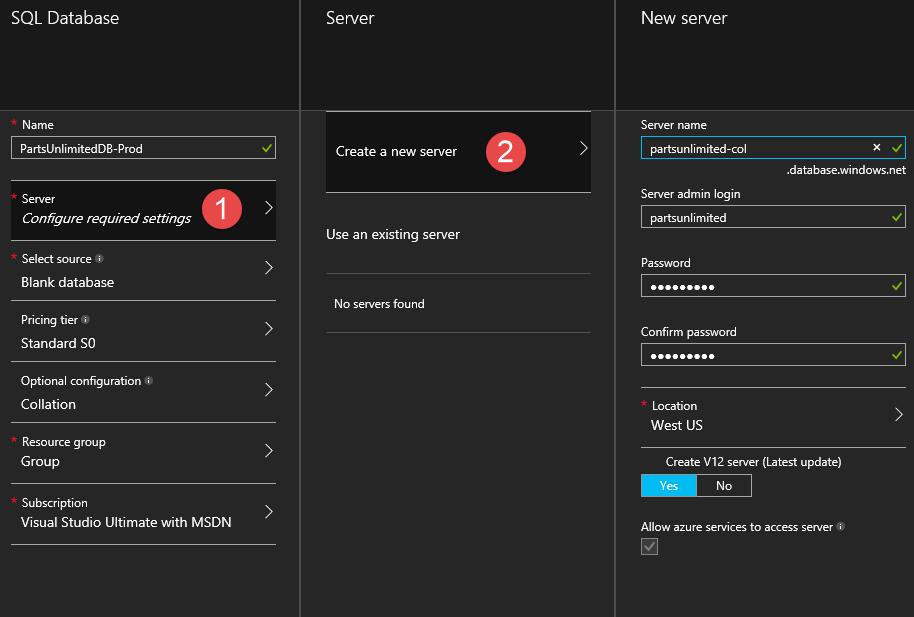 SQL Database
* Name
PartsUnlimitedDB-Prod
* Server
Configure required settings
1
Select source
Blank database
Pricing tier
Standard S0
Optional configuration
Collation
* Resource group
Group
* Subscription
Visual Studio Ultimate with MSDN
Server
Create a new server
2
Use an existing server
No servers found
New server
Server name
partsunlimited-col
.database.windows.net
Server admin login
partsunlimited
Password
•••••••••
Confirm password
•••••••••
* Location
West US
Create V12 server (Latest update)
Yes No
Allow azure services to access server